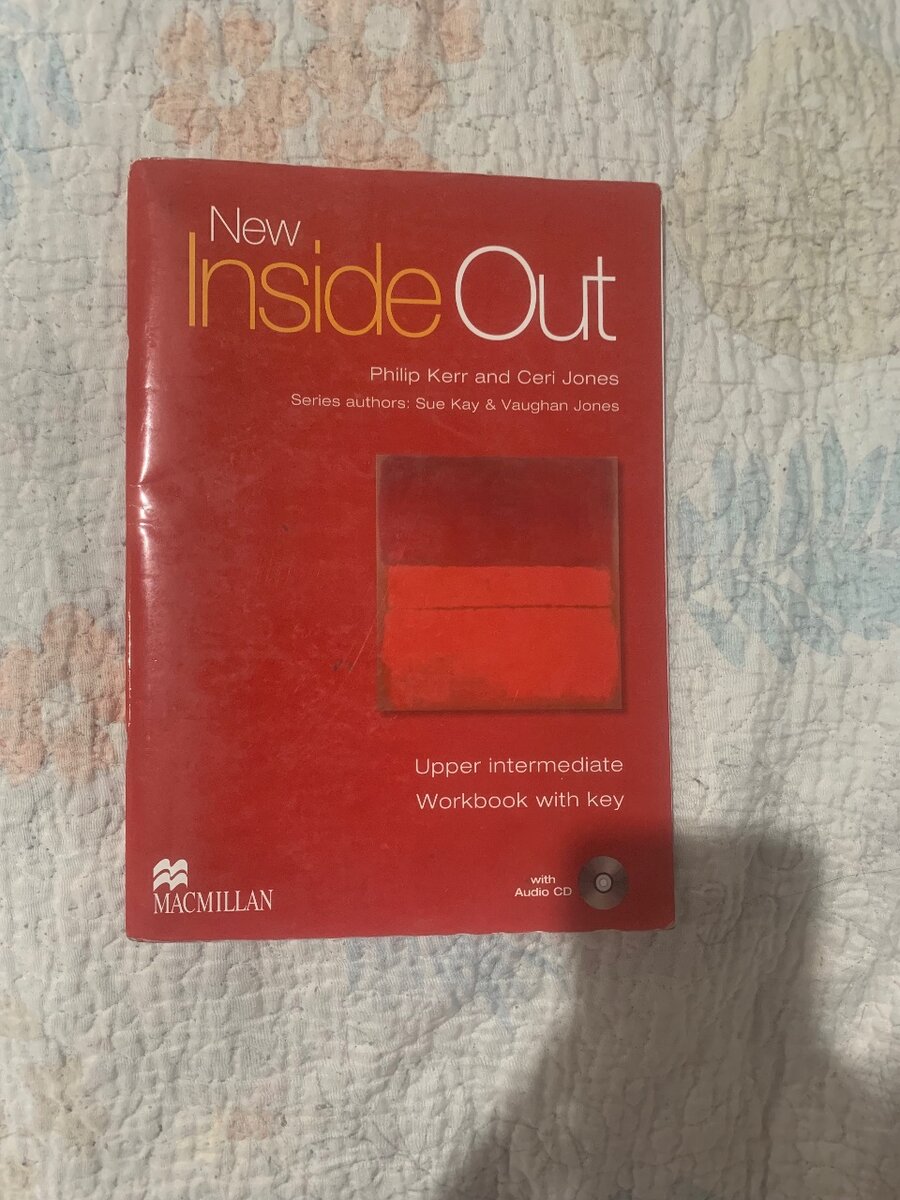 New
Inside Out
Philip Kerr and Ceri Jones
Series authors: Sue Kay & Vaughan Jones
Upper intermediate
Workbook with key
with
Audio CD
MACMILLAN